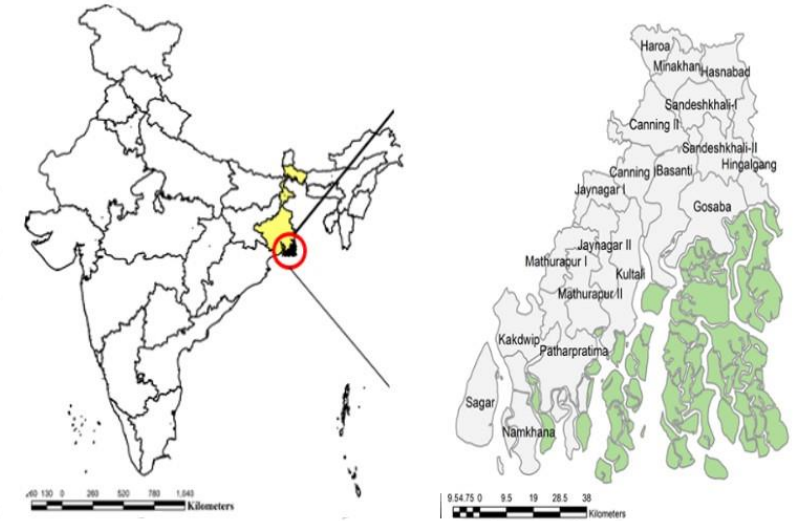 Haroa
Minakhan
Hasnabad
Sandeshkhali-I
Canning II
Sandeshkhali-II
Hingalgang
Canning I
Basanti
Jaynagar I
Gosaba
Jaynagar II
Mathurapur I
Kultali
Mathurapur II
Kakdwip
Patharpratima
Sagar
Namkhana
260 130 0 260 520 780 1,040
Kilometers
9.54.75 0 9.5 19 28.5 38
Kilometers